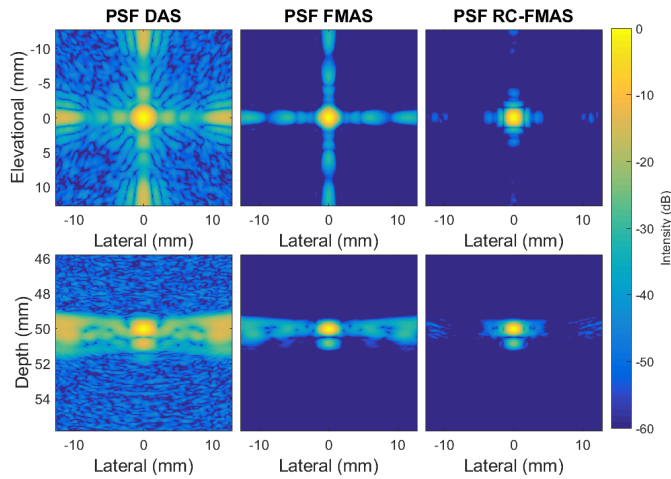 PSF DAS
PSF FMAS
PSF RC-FMAS
Elevational (mm)
-10
-5
0
5
10
-10 0 10
-10 0 10
-10 0 10
Lateral (mm)
Lateral (mm)
Lateral (mm)
Depth (mm)
46
48
50
52
54
-10 0 10
-10 0 10
-10 0 10
Lateral (mm)
Lateral (mm)
Lateral (mm)
0
-10
-20
-30
-40
-50
-60
Intensity (dB)